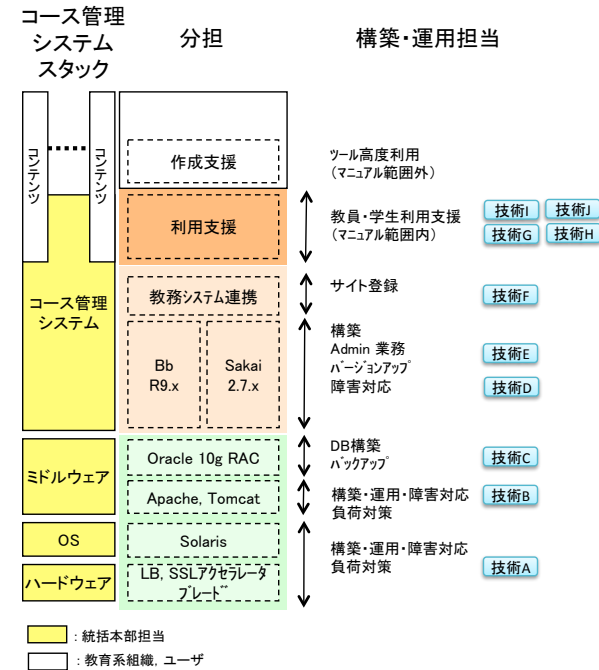 コース管理
システム
スタック
分担
構築・運用担当
コンテンツ
コンテンツ
作成支援
ツール高度利用
(マニュアル範囲外)
利用支援
教員・学生利用支援
(マニュアル範囲内)
技術I
技術J
技術G
技術H
コース管理
システム
教務システム連携
サイト登録
技術F
Bb
R9.x
Sakai
2.7.x
構築
Admin 業務
バージョンアップ
障害対応
技術E
技術D
ミドルウェア
Oracle 10g RAC
DB構築
バックアップ
技術C
Apache, Tomcat
構築・運用・障害対応
負荷対策
技術B
OS
Solaris
構築・運用・障害対応
負荷対策
技術A
ハードウェア
LB, SSLアクセラレータ
ブレード
: 統括本部担当
: 教育系組織, ユーザ